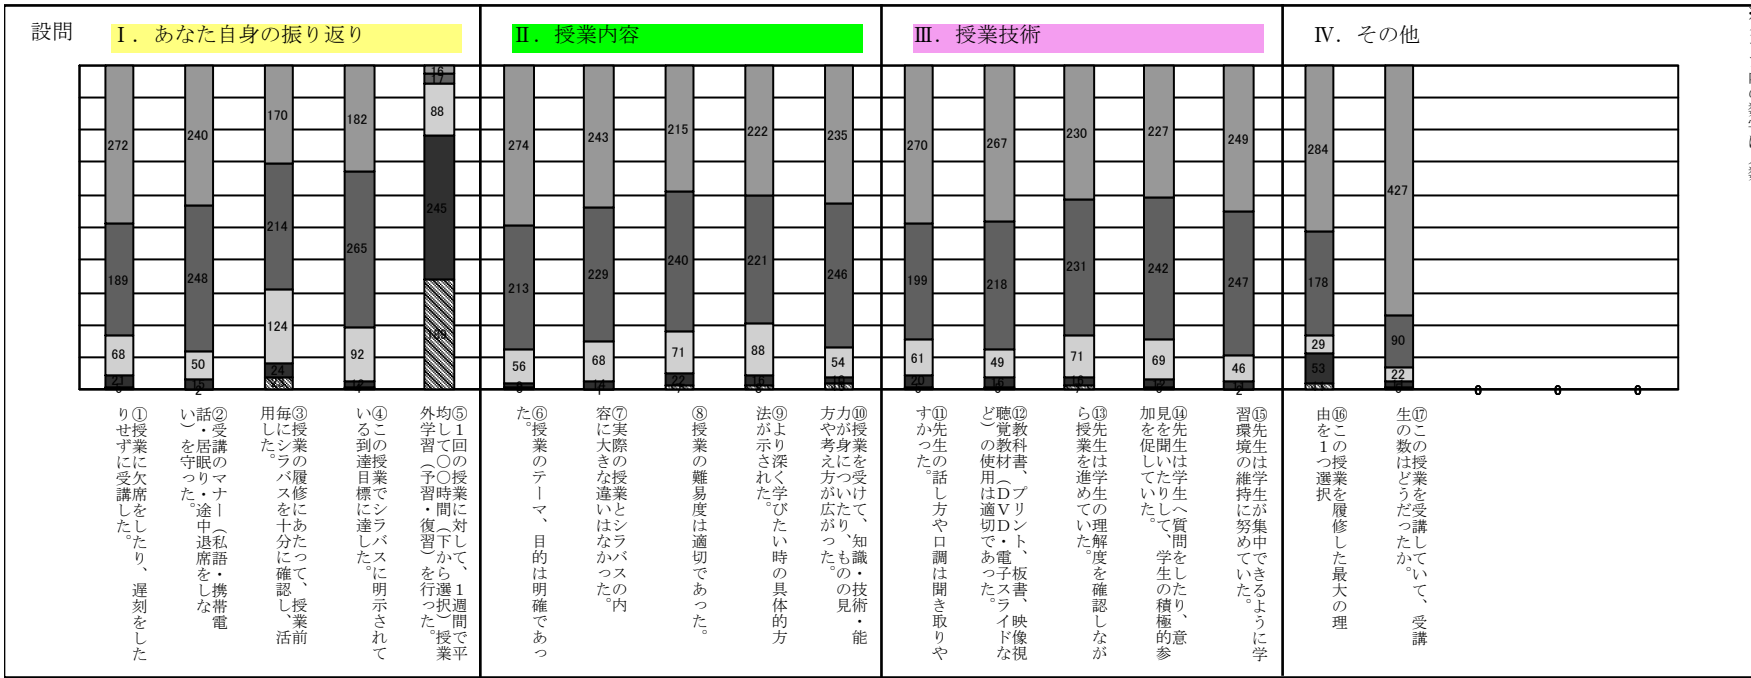 設問
Ⅰ．あなた自身の振り返り
Ⅱ．授業内容
Ⅲ．授業技術
Ⅳ．その他
272
189
68
21
240
248
50
15
2
170
214
124
24
23
182
265
92
16
17
88
245
189
274
213
56
243
229
68
14
1
215
240
71
22
222
221
88
16
235
246
54
270
199
61
20
267
218
49
16
230
231
71
227
242
69
249
247
46
2
284
178
29
53
427
90
22
0
0
0
①授業に欠席をしたり、遅刻をした
りせずに受講した。
②受講のマナー（私語・携帯電
話・居眠り・途中退席をしな
い）を守った。
③授業の履修にあたって、授業前
毎にシラバスを十分に確認し、活
用した。
④この授業でシラバスに明示されて
いる到達目標に達した。
⑤１回の授業に対して、１週間で平
均して〇〇時間（下から選択）授業
外学習（予習・復習）を行った。
⑥授業のテーマ、目的は明確であっ
た。
⑦実際の授業とシラバスの内
容に大きな違いはなかった。
⑧授業の難易度は適切であった。
⑨より深く学びたい時の具体的方
法が示された。
⑩授業を受けて、知識・技術・能
力が身についたり、ものの見
方や考え方が広がった。
⑪先生の話し方や口調は聞き取りや
すかった。
⑫教科書、プリント、板書、映像視
聴覚教材（ＤＶＤ・電子スライドな
ど）の使用は適切であった。
⑬先生は学生の理解度を確認しなが
ら授業を進めていた。
⑭先生は学生へ質問をしたり、意
見を聞いたりして、学生の積極的参
加を促していた。
⑮先生は学生が集中できるように学
習環境の維持に努めていた。
⑯この授業を履修した最大の理
由を１つ選択
⑰この授業を受講していて、受講
生の数はどうだったか。